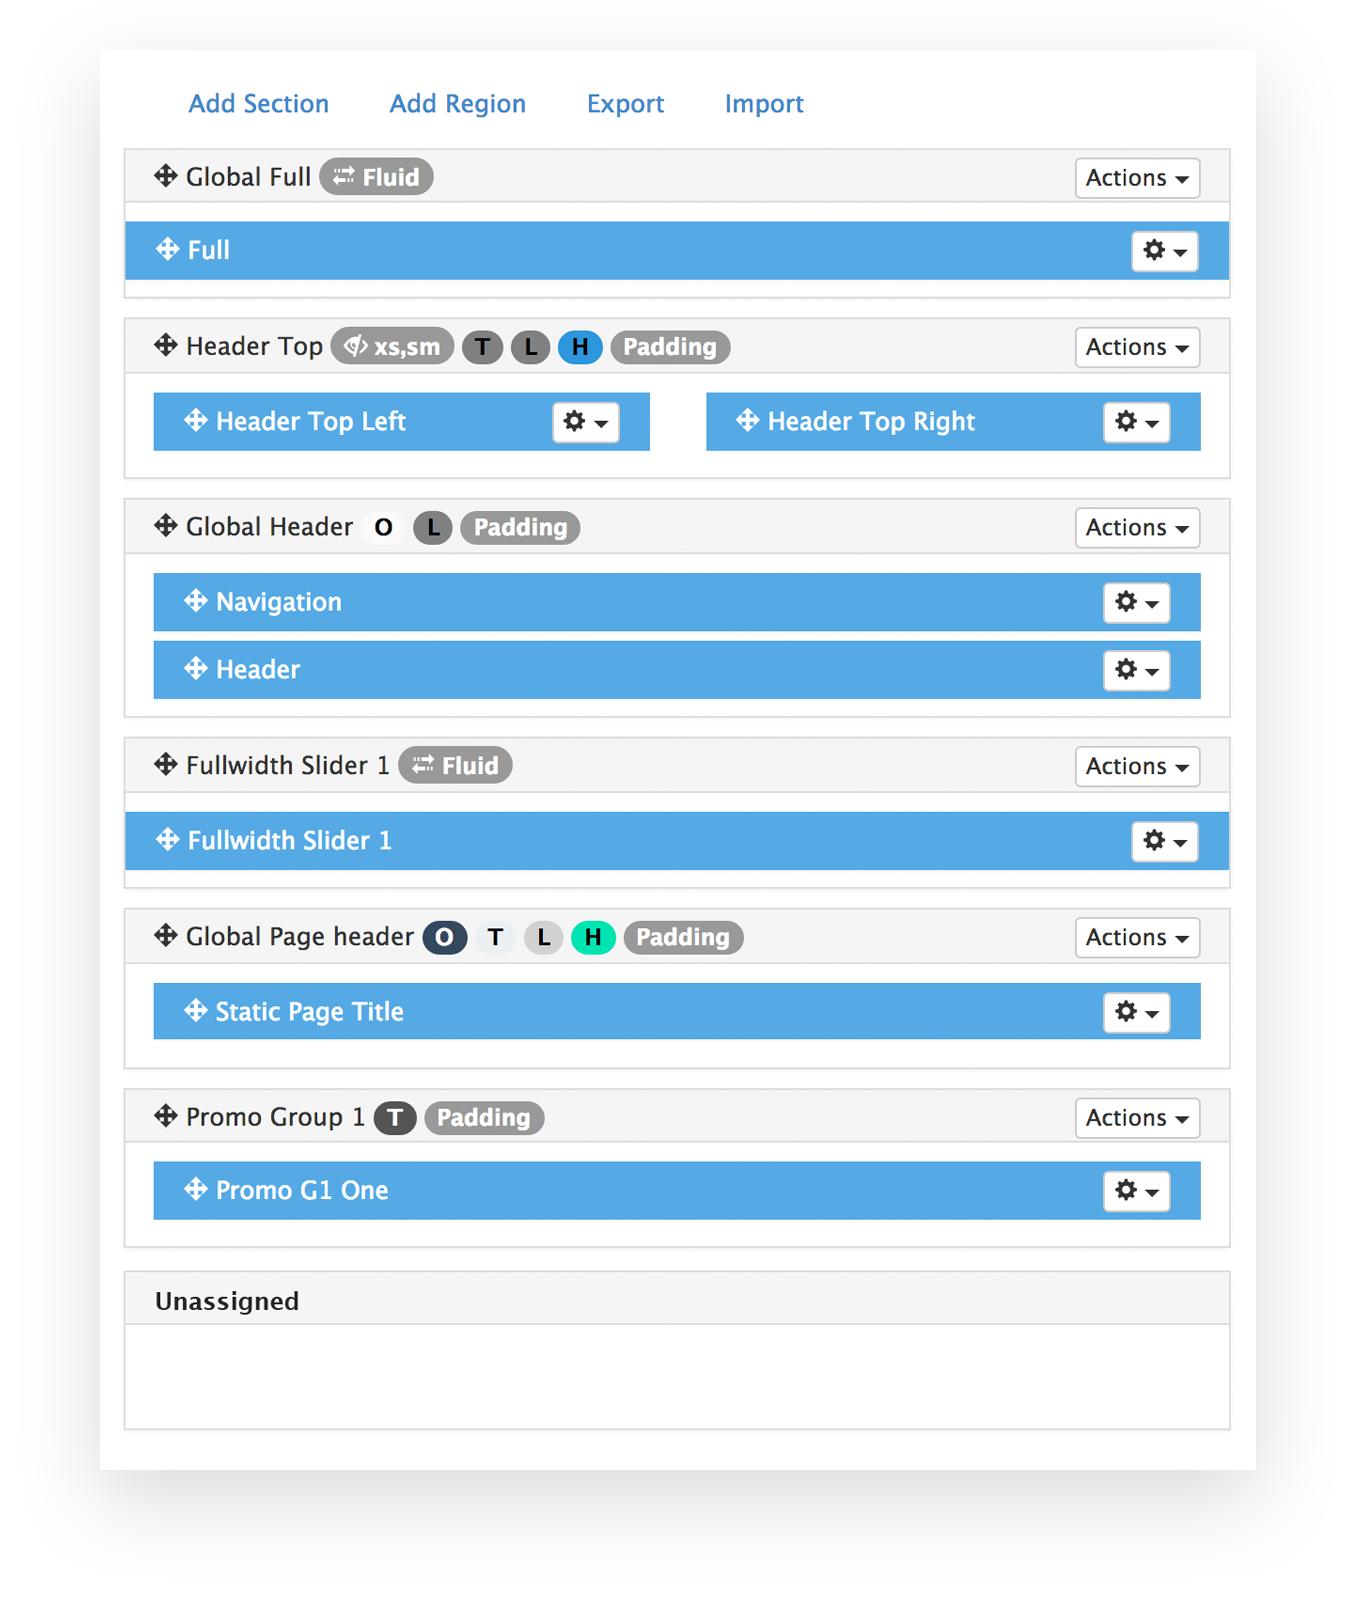 Add Section Add Region Export Import
Global Full Fluid Actions
Full
Header Top xs,sm T L H Padding Actions
Header Top Left Header Top Right
Global Header O L Padding Actions
Navigation
Header
Fullwidth Slider 1 Fluid Actions
Fullwidth Slider 1
Global Page header O T L H Padding Actions
Static Page Title
Promo Group 1 T Padding Actions
Promo G1 One
Unassigned